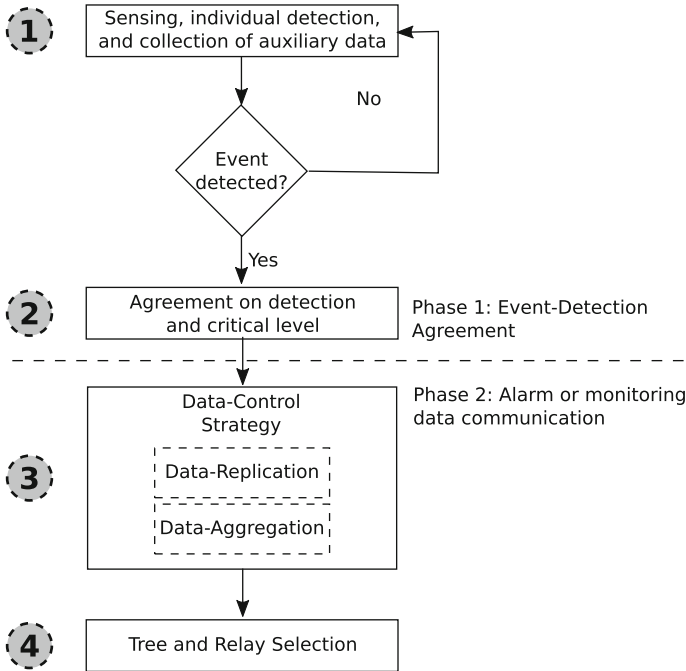 1
Sensing, individual detection,
and collection of auxiliary data
No
Event
detected?
Yes
2
Agreement on detection
and critical level
Phase 1: Event-Detection
Agreement
Phase 2: Alarm or monitoring
data communication
3
Data-Control
Strategy
Data-Replication
Data-Aggregation
4
Tree and Relay Selection